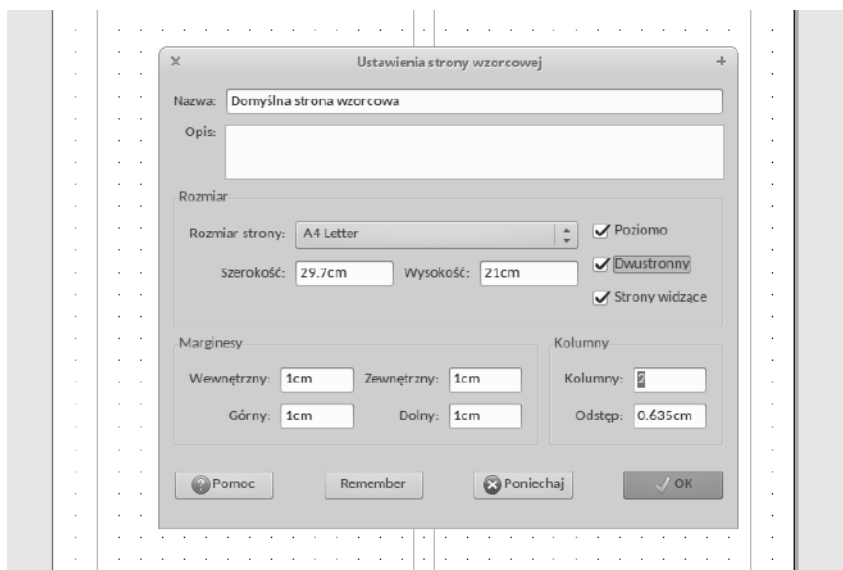 Ustawienia strony wzorcowej
Nazwa: Domyślna strona wzorcowa
Opis:
Rozmiar
Rozmiar strony: A4 Letter
Poziomo
Szerokość: 29.7cm Wysokość: 21cm
Dwustronny
Strony widzące
Marginesy
Kolumny
Wewnętrzny: 1cm Zewnętrzny: 1cm Kolumny: 2
Górny: 1cm Dolny: 1cm Odstęp: 0.635cm
Pomoc Remember Poniechaj OK